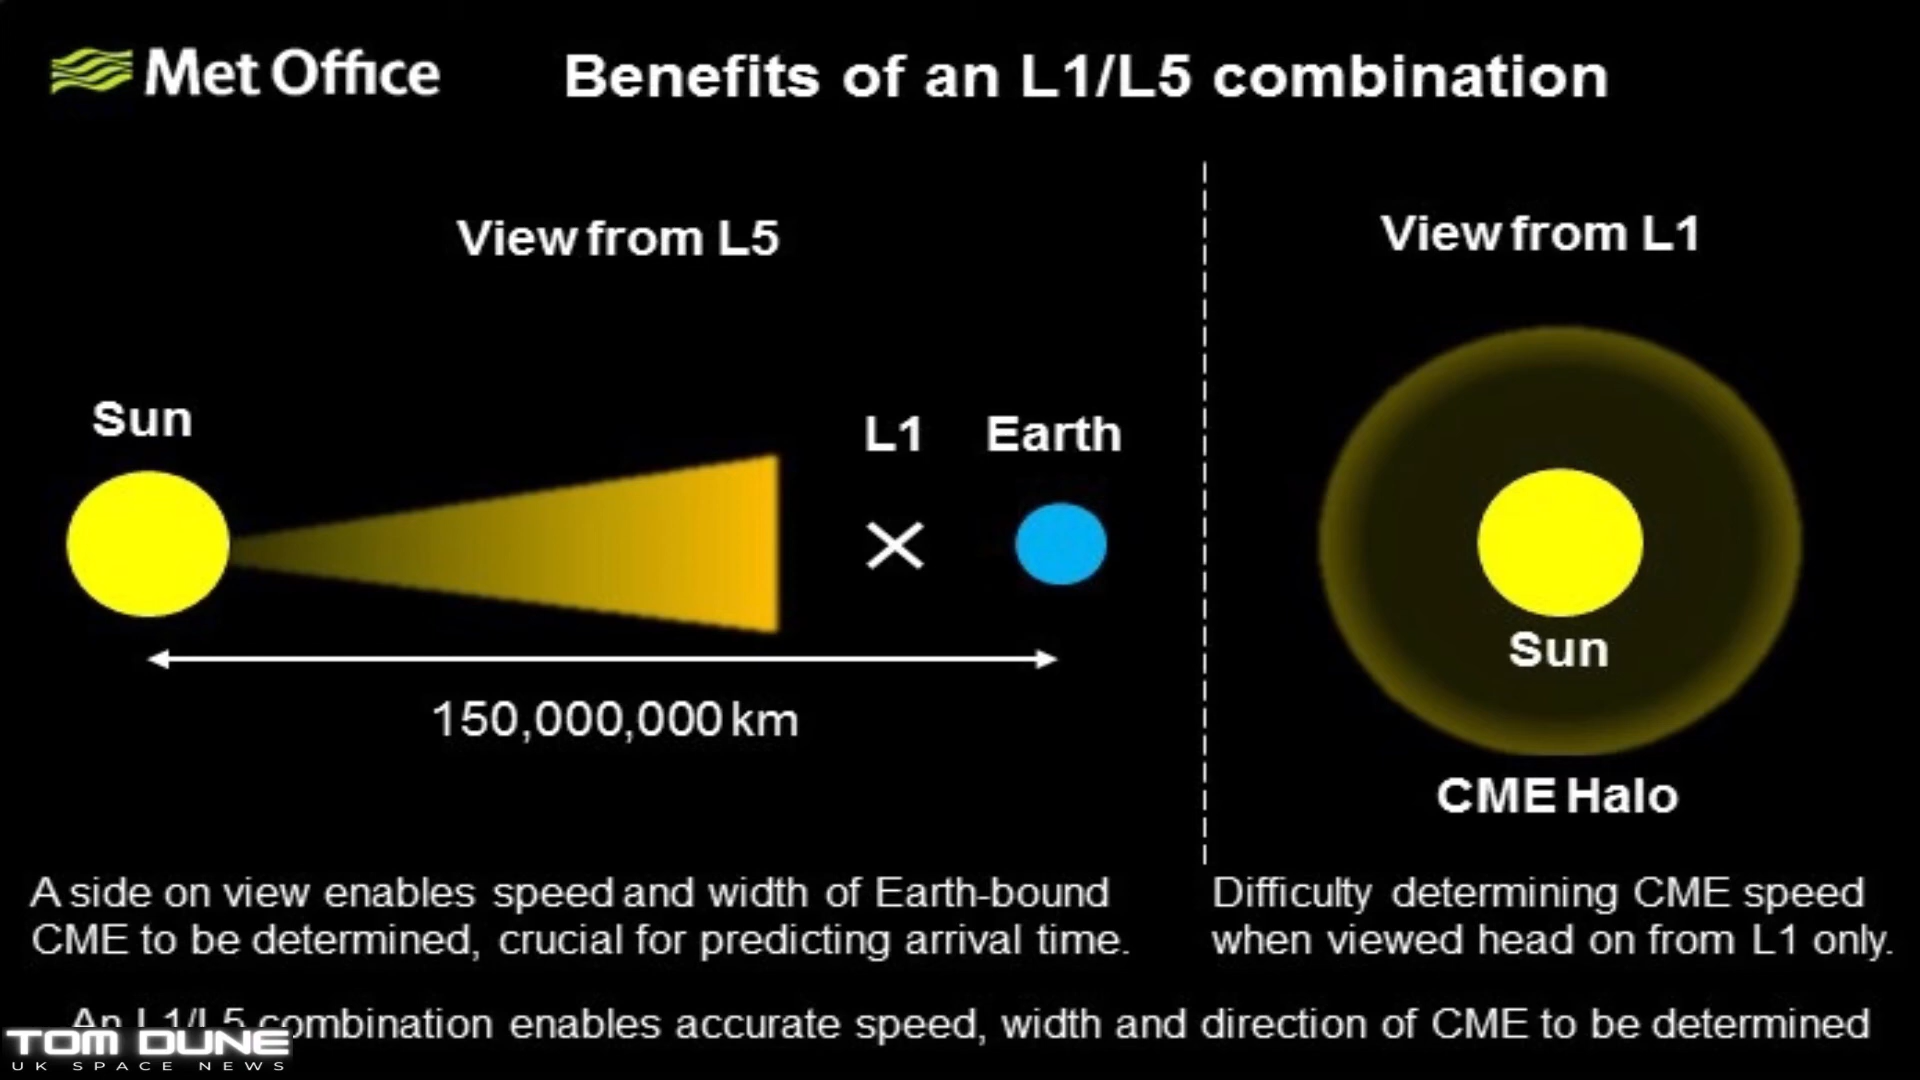 Met Office
Benefits of an L1/L5 combination
View from L5
Sun
L1
Earth
150,000,000 km
A side on view enables speed and width of Earth-bound
CME to be determined, crucial for predicting arrival time.
View from L1
Sun
CME Halo
Difficulty determining CME speed
when viewed head on from L1 only.
An L1/L5 combination enables accurate speed, width and direction of CME to be determined
TOM DUNE
UK SPACE NEWS